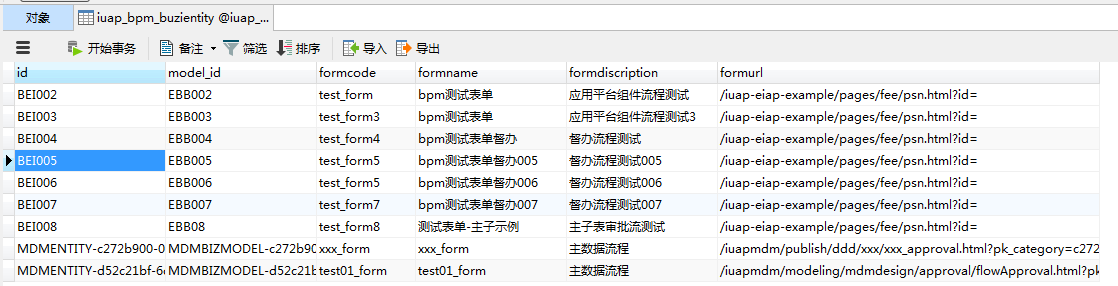 对象 iuap_bpm_buzientity @iuap_...
开始事务 备注 筛选 排序 导入 导出
id model_id formcode formname formdiscription formurl
BEI002 EBB002 test_form bpm测试表单 应用平台组件流程测试 /iuap-eiap-example/pages/fee/psn.html?id=
BEI003 EBB003 test_form3 bpm测试表单 应用平台组件流程测试3 /iuap-eiap-example/pages/fee/psn.html?id=
BEI004 EBB004 test_form4 bpm测试表单督办 督办流程测试 /iuap-eiap-example/pages/fee/psn.html?id=
BEI005 EBB005 test_form5 bpm测试表单督办005 督办流程测试005 /iuap-eiap-example/pages/fee/psn.html?id=
BEI006 EBB006 test_form5 bpm测试表单督办006 督办流程测试006 /iuap-eiap-example/pages/fee/psn.html?id=
BEI007 EBB007 test_form7 bpm测试表单督办007 督办流程测试007 /iuap-eiap-example/pages/fee/psn.html?id=
BEI008 EBB08 test_form8 测试表单-主子示例 主子表审批流测试 /iuap-eiap-example/pages/fee/psn.html?id=
MDMENTITY-c272b900-0 MDMBIZMODEL-c272b90 xxx_form xxx_form 主数据流程 /iuapmdm/publish/ddd/xxx/xxx_approval.html?pk_category=c272
MDMENTITY-d52c21bf-6 MDMBIZMODEL-d52c21b test01_form test01_form 主数据流程 /iuapmdm/modeling/mdmdesign/approval/flowApproval.html?pk